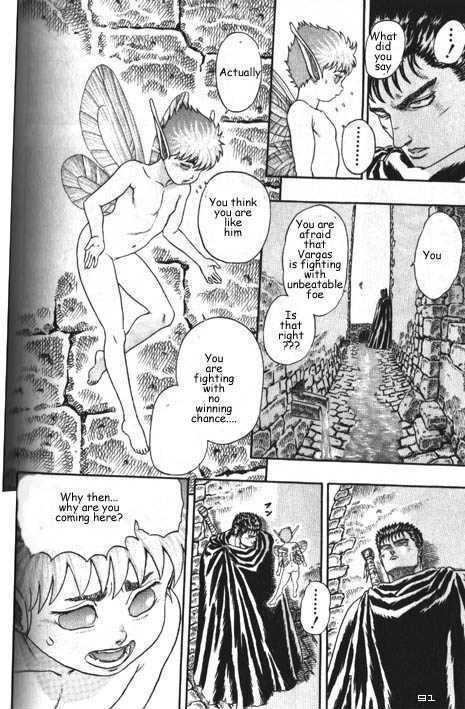 ....!
What
did
you
say
........
You
You are
afraid
that
Vargas
is fighting
with
unbeatable
foe
Is
that
right
???
Actually
You think
you are
like
him
You
are
fighting
with
no
winning
chance....
.....!
.....!
Why then...
why are you
coming here?
91